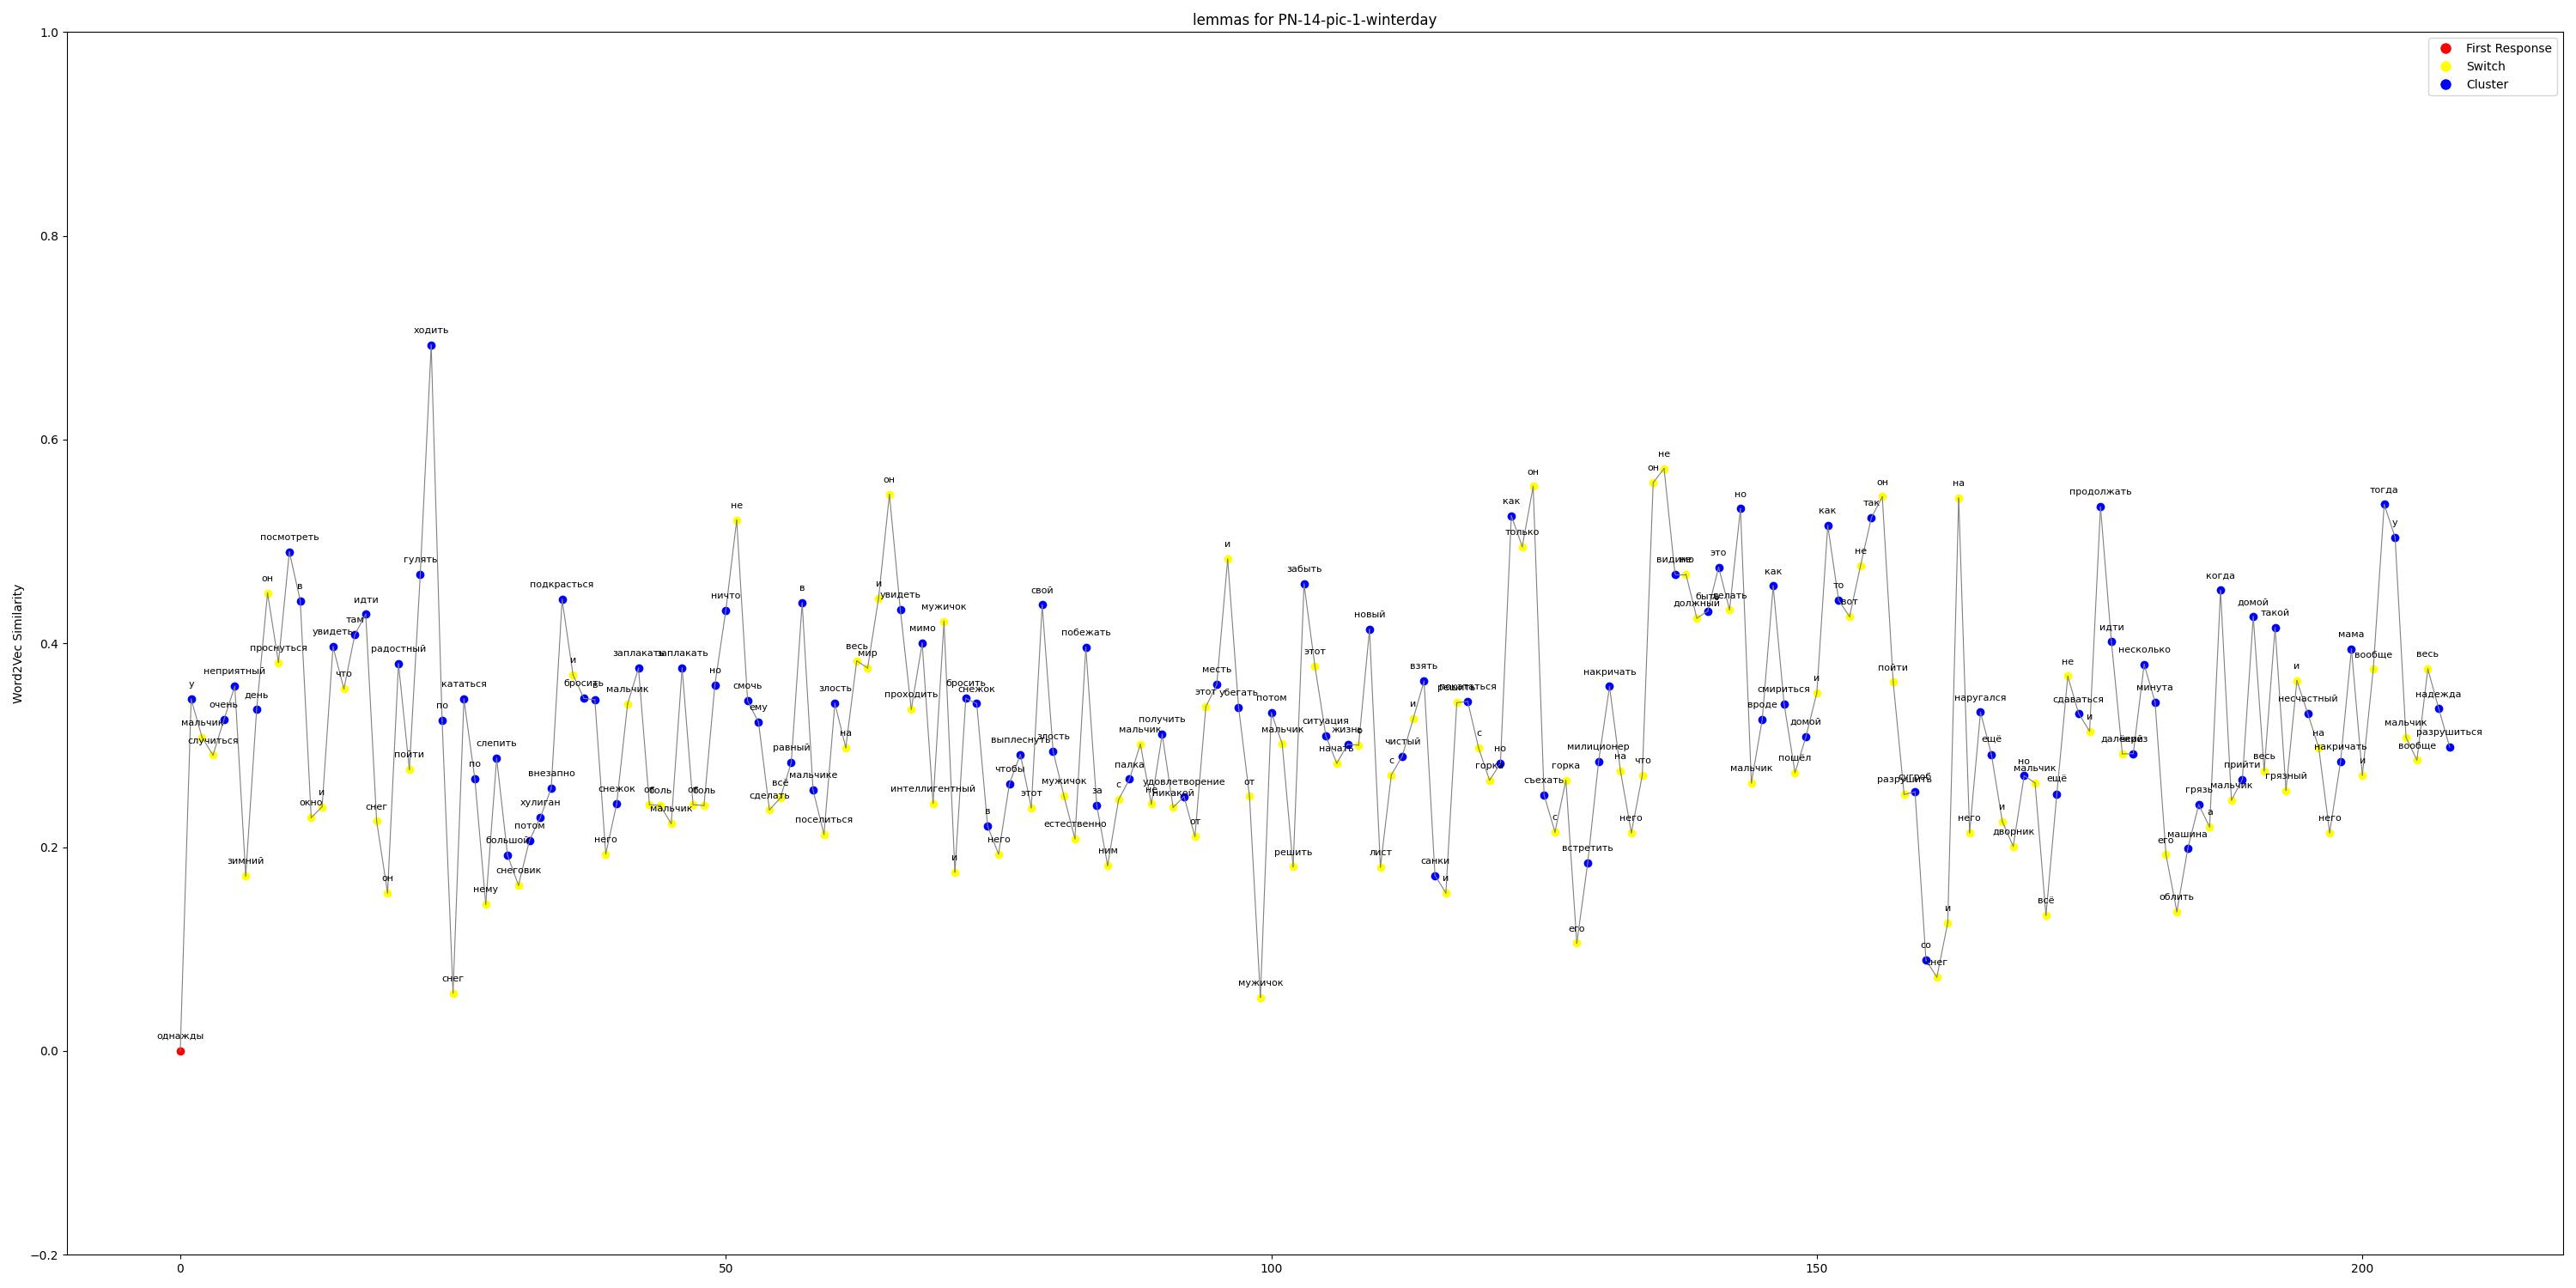 lemmas for PN-14-pic-1-winterday
First Response
Switch
Cluster
Word2Vec Similarity
1.0
0.8
0.6
0.4
0.2
0.0
−0.2
0
50
100
150
200
однажды
у
мальчик
случиться
очень
неприятный
зимний
день
он
проснуться
посмотреть
в
окно
и
увидеть
что
там
идти
снег
он
радостный
пойти
гулять
ходить
по
снег
кататься
по
нему
слепить
большой
снеговик
потом
хулиган
внезапно
подкрасться
и
бросить
него
снежок
мальчик
заплакать
от
боль
мальчик
заплакать
от
боль
но
ничто
не
смочь
ему
сделать
всё
равный
в
мальчике
поселиться
злость
на
весь
мир
и
он
увидеть
проходить
мимо
интеллигентный
мужичок
и
бросить
снежок
в
него
чтобы
выплеснуть
этот
свой
злость
мужичок
естественно
побежать
за
ним
с
палка
мальчик
не
получить
никакой
удовлетворение
от
этот
месть
и
убегать
от
мужичок
потом
мальчик
решить
забыть
этот
ситуация
начать
жизнь
с
новый
лист
с
чистый
и
взять
санки
и
решить
покататься
с
горка
но
как
только
он
съехать
с
горка
его
встретить
милиционер
накричать
на
него
что
он
не
видимо
не
должный
быть
это
делать
но
мальчик
вроде
как
смириться
пошёл
домой
и
как
то
вот
не
так
он
пойти
разрушить
сугроб
со
снег
и
на
него
наругался
ещё
и
дворник
но
мальчик
всё
ещё
не
сдаваться
и
продолжать
идти
далёкий
через
несколько
минута
его
облить
машина
грязь
а
когда
мальчик
прийти
домой
весь
такой
грязный
и
несчастный
на
него
накричать
мама
и
вообще
тогда
у
мальчик
вообще
весь
надежда
разрушиться